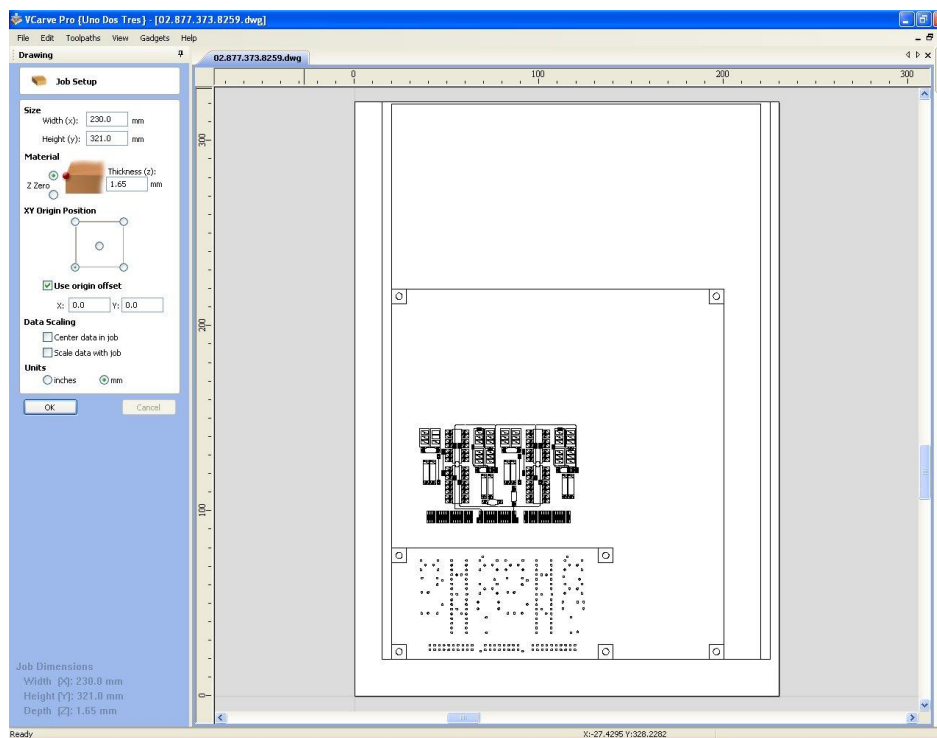 VCarve Pro {Uno Dos Tres} - [02.877.373.8259.dwg]
File Edit Toolpaths View Gadgets Help
Drawing
02.877.373.8259.dwg
Job Setup
0 100 200 300
Size
Width (x): 230.0 mm
Height (y): 321.0 mm
300
Material
Thickness (z):
Z Zero 1.65 mm
XY Origin Position
Use origin offset
X: 0.0 Y: 0.0
Data Scaling
200
Center data in job
Scale data with job
Units
inches mm
OK Cancel
100
Job Dimensions
Width [X]: 230.0 mm
Height [Y]: 321.0 mm
0
Depth [Z]: 1.65 mm
Ready X:-27.4295 Y:328.2282